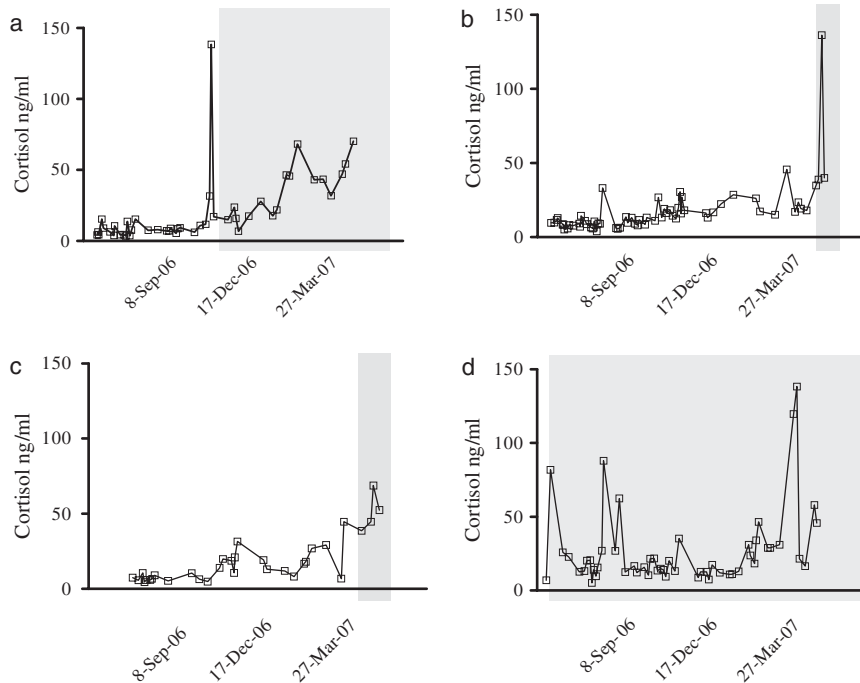 a
150
100
50
0
Cortisol ng/ml
8-Sep-06
17-Dec-06
27-Mar-07
b
150
100
50
0
Cortisol ng/ml
8-Sep-06
17-Dec-06
27-Mar-07
c
150
100
50
0
Cortisol ng/ml
8-Sep-06
17-Dec-06
27-Mar-07
d
150
100
50
0
Cortisol ng/ml
8-Sep-06
17-Dec-06
27-Mar-07